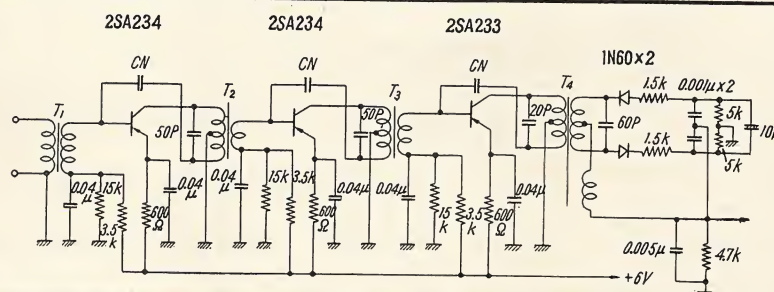 2SA234 2SA234 2SA233
CN CN CN 1N60×2
T1 T2 T3 T4 1.5k 0.001μ×2
50P 50P 20P 60P 5k 10μ
1.5k 5k
0.04μ 15k 0.04μ 0.04μ 15k 3.5k 0.04μ 0.04μ 0.04μ
3.5k 600Ω 600Ω 15k 3.5k 600Ω
0.005μ 4.7k
+6V